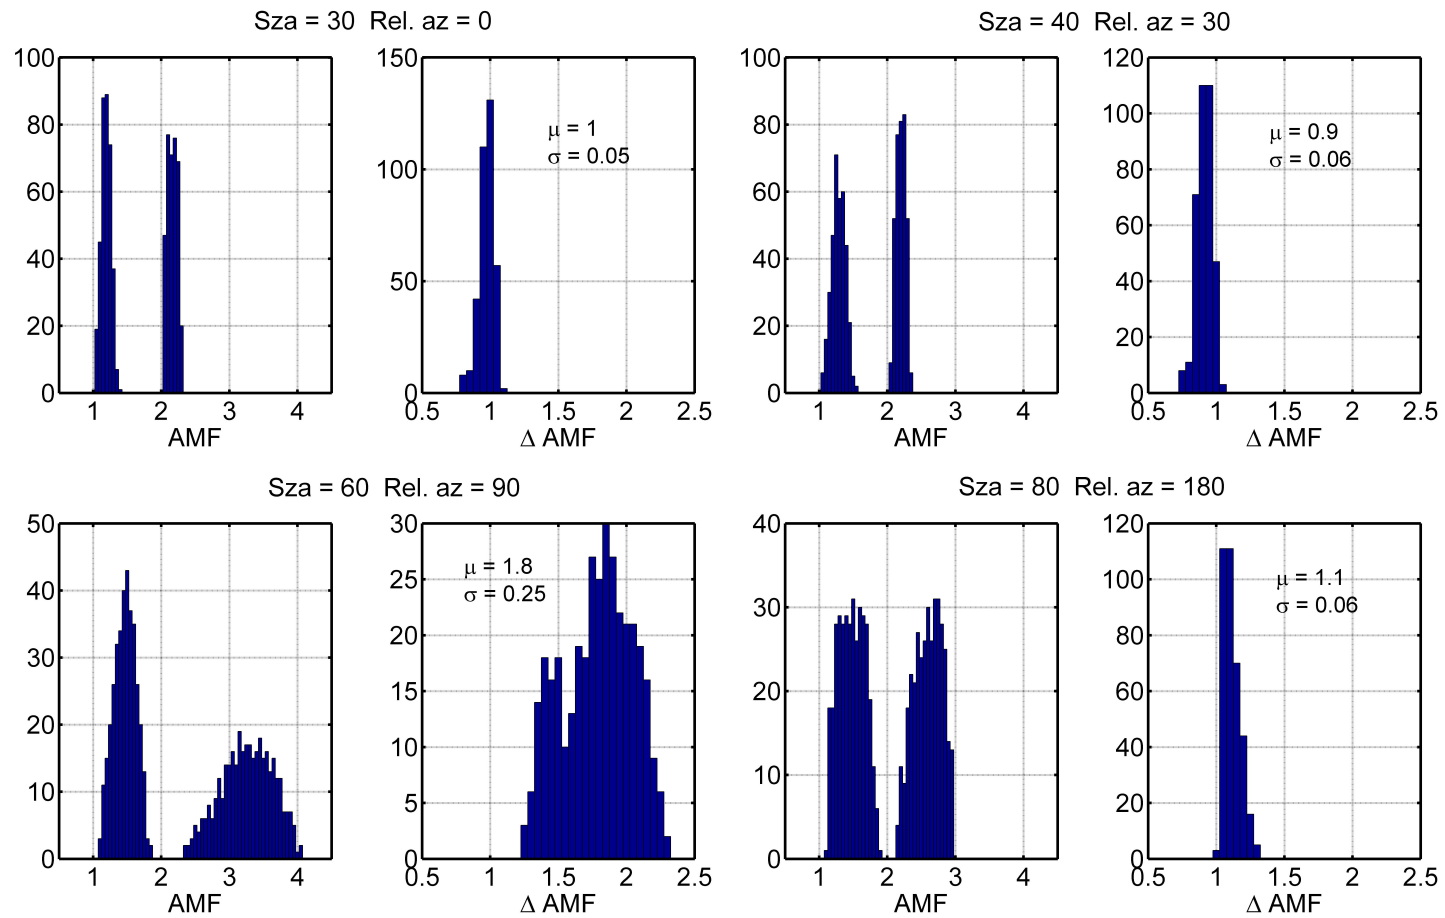 Sza = 30  Rel. az = 0
100
80
60
40
20
0
1 2 3 4
AMF
150
100
50
0
0.5 1 1.5 2 2.5
μ = 1
σ = 0.05
Δ AMF
Sza = 40  Rel. az = 30
100
80
60
40
20
0
1 2 3 4
AMF
120
100
80
60
40
20
0
0.5 1 1.5 2 2.5
μ = 0.9
σ = 0.06
Δ AMF
Sza = 60  Rel. az = 90
50
40
30
20
10
0
1 2 3 4
AMF
30
25
20
15
10
5
0
0.5 1 1.5 2 2.5
μ = 1.8
σ = 0.25
Δ AMF
Sza = 80  Rel. az = 180
40
30
20
10
0
1 2 3 4
AMF
120
100
80
60
40
20
0
0.5 1 1.5 2 2.5
μ = 1.1
σ = 0.06
Δ AMF